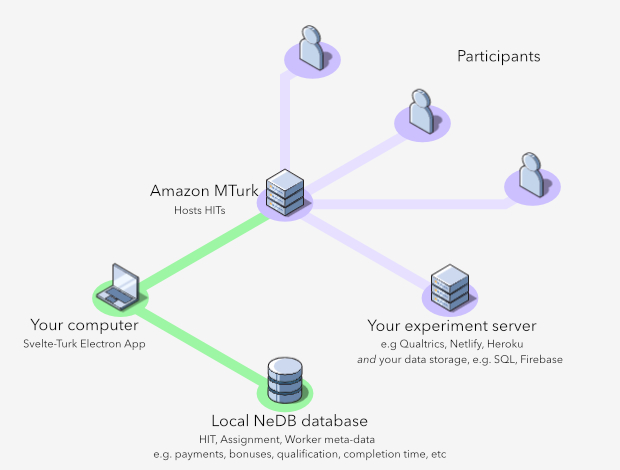 Participants
Amazon MTurk
Hosts HITs
Your computer
Svelte-Turk Electron App
Your experiment server
e.g Qualtrics, Netlify, Heroku
and your data storage, e.g. SQL, Firebase
Local NeDB database
HIT, Assignment, Worker meta-data
e.g. payments, bonuses, qualification, completion time, etc